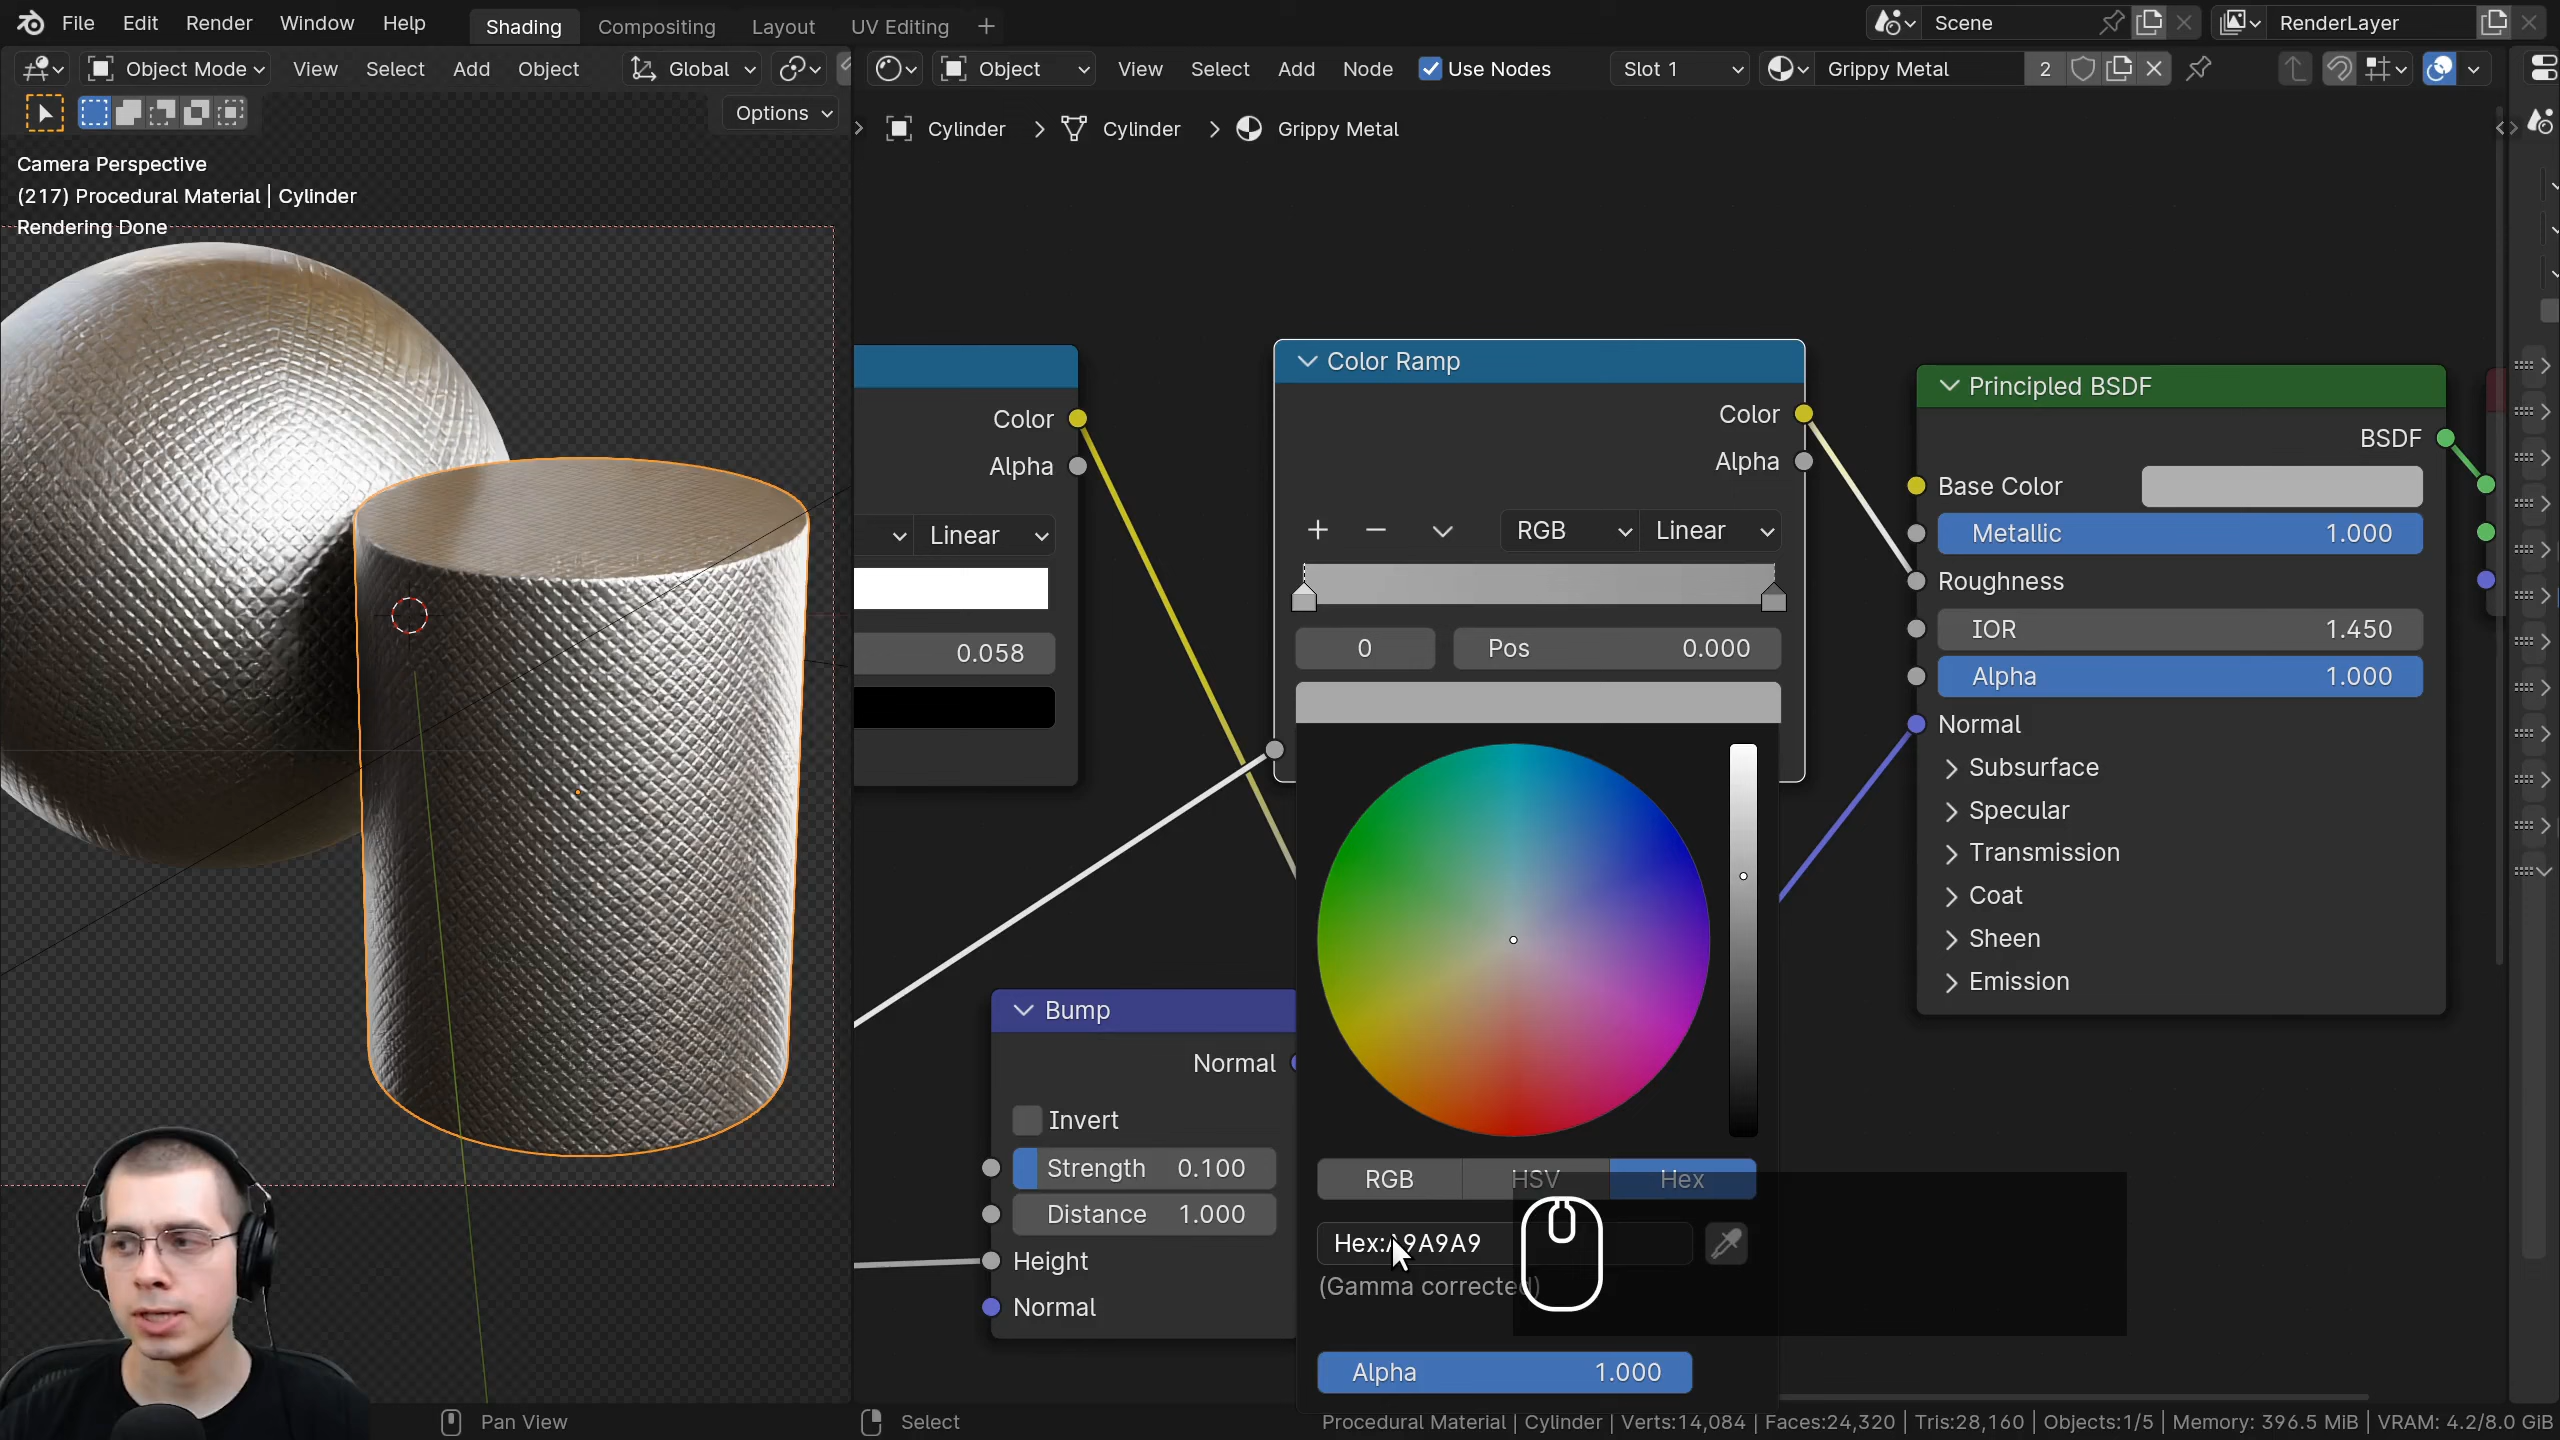 File Edit Render Window Help Shading Compositing Layout UV Editing + Scene RenderLayer
Object Mode View Select Add Object Global Object View Select Add Node Use Nodes Slot 1 Grippy Metal 2
Options
Cylinder > Cylinder > Grippy Metal
Camera Perspective
(217) Procedural Material | Cylinder
Rendering Done
Color
Alpha
Linear
0.058
Color Ramp
Color
Alpha
RGB Linear
0 Pos 0.000
RGB HSV Hex
Hex:A9A9A9
(Gamma corrected)
Alpha 1.000
Bump
Normal
Invert
Strength 0.100
Distance 1.000
Height
Normal
Principled BSDF
BSDF
Base Color
Metallic 1.000
Roughness
IOR 1.450
Alpha 1.000
Normal
Subsurface
Specular
Transmission
Coat
Sheen
Emission
Pan View Select Procedural Material | Cylinder | Verts:14,084 | Faces:24,320 | Tris:28,160 | Objects:1/5 | Memory: 396.5 MiB | VRAM: 4.2/8.0 GiB